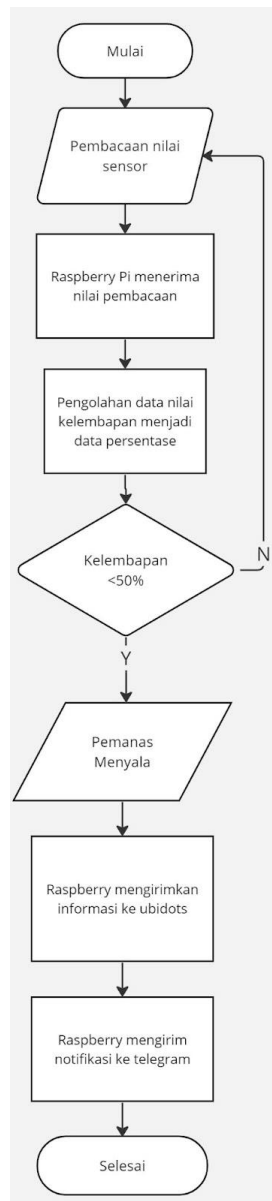 Mulai
Pembacaan nilai
sensor
Raspberry Pi menerima
nilai pembacaan
Pengolahan data nilai
kelembapan menjadi
data persentase
Kelembapan
<50%
N
Y
Pemanas
Menyala
Raspberry mengirimkan
informasi ke ubidots
Raspberry mengirim
notifikasi ke telegram
Selesai